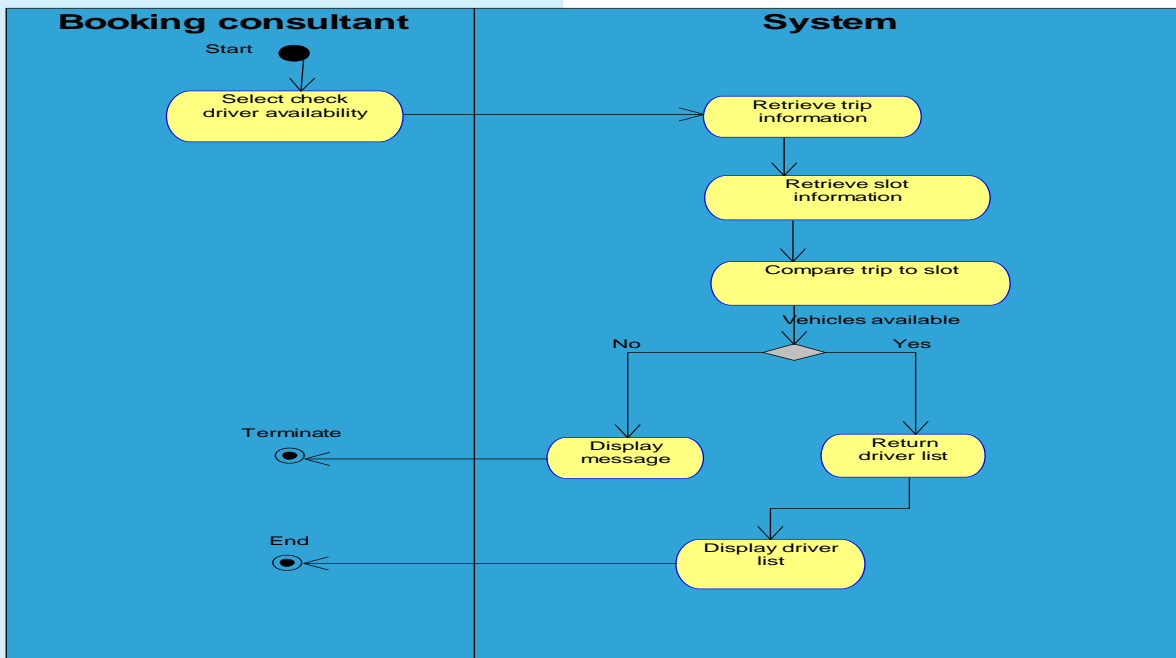 Booking consultant
System
Start
Select check
driver availability
Retrieve trip
information
Retrieve slot
information
Compare trip to slot
Vehicles available
No
Yes
Terminate
Display
message
Return
driver list
End
Display driver
list